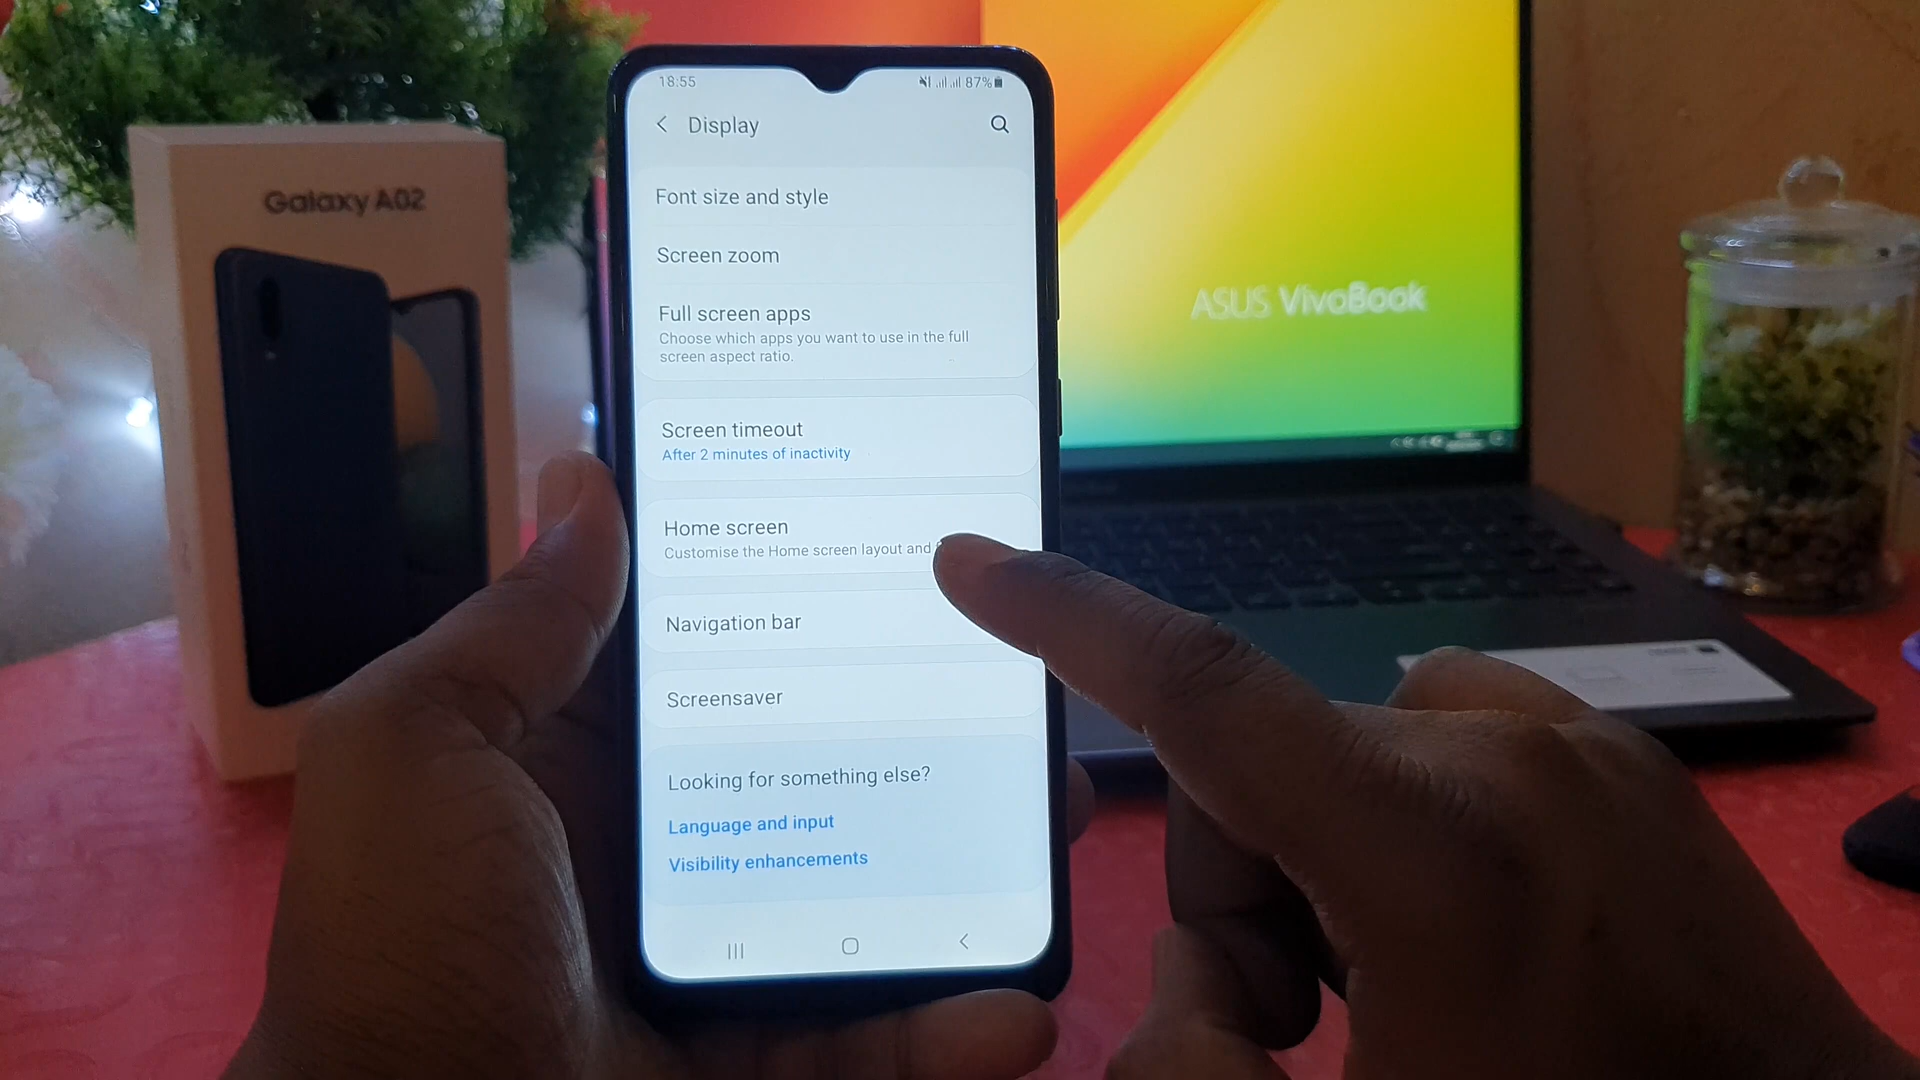 18:55
87%
Display
Font size and style
Screen zoom
Full screen apps
Choose which apps you want to use in the full
screen aspect ratio.
Screen timeout
After 2 minutes of inactivity
Home screen
Customise the Home screen layout and
Navigation bar
Screensaver
Looking for something else?
Language and input
Visibility enhancements
Galaxy A02
ASUS VivoBook